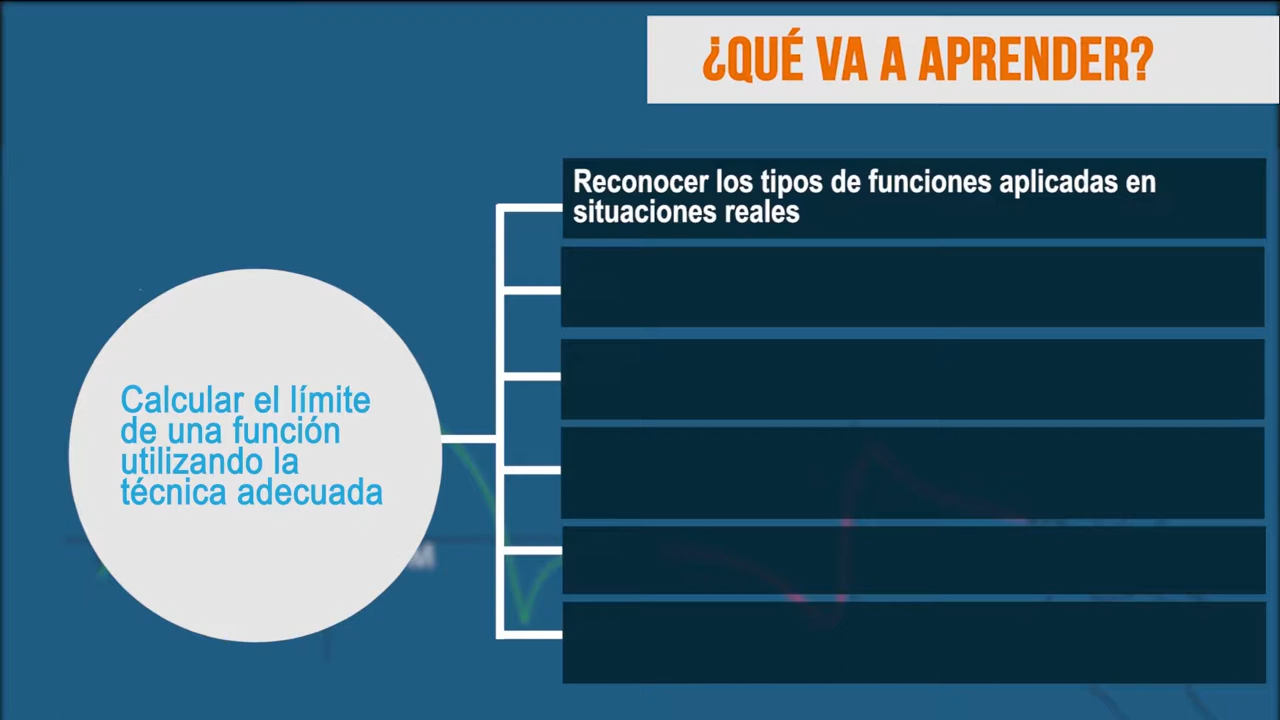 ¿QUÉ VA A APRENDER?
Reconocer los tipos de funciones aplicadas en
situaciones reales
Calcular el límite
de una función
utilizando la
técnica adecuada